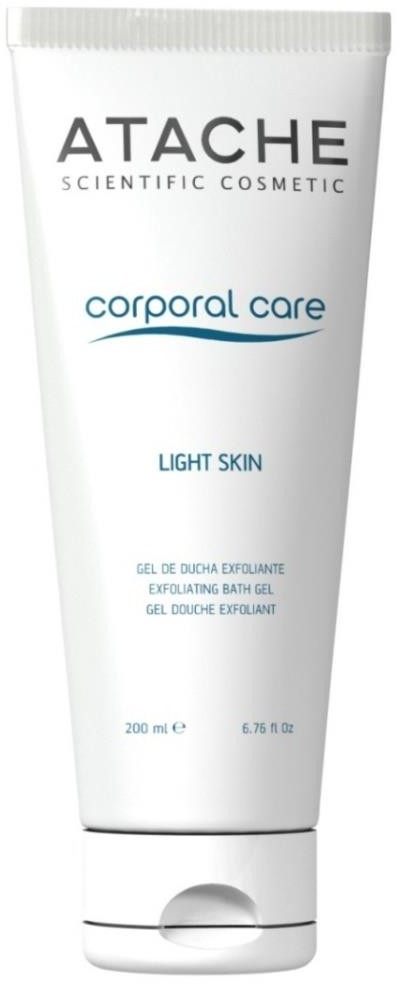 ATACHE
SCIENTIFIC COSMETIC
corporal care
LIGHT SKIN
GEL DE DUCHA EXFOLIANTE
EXFOLIATING BATH GEL
GEL DOUCHE EXFOLIANT
200 ml ℮ 6.76 fl Oz